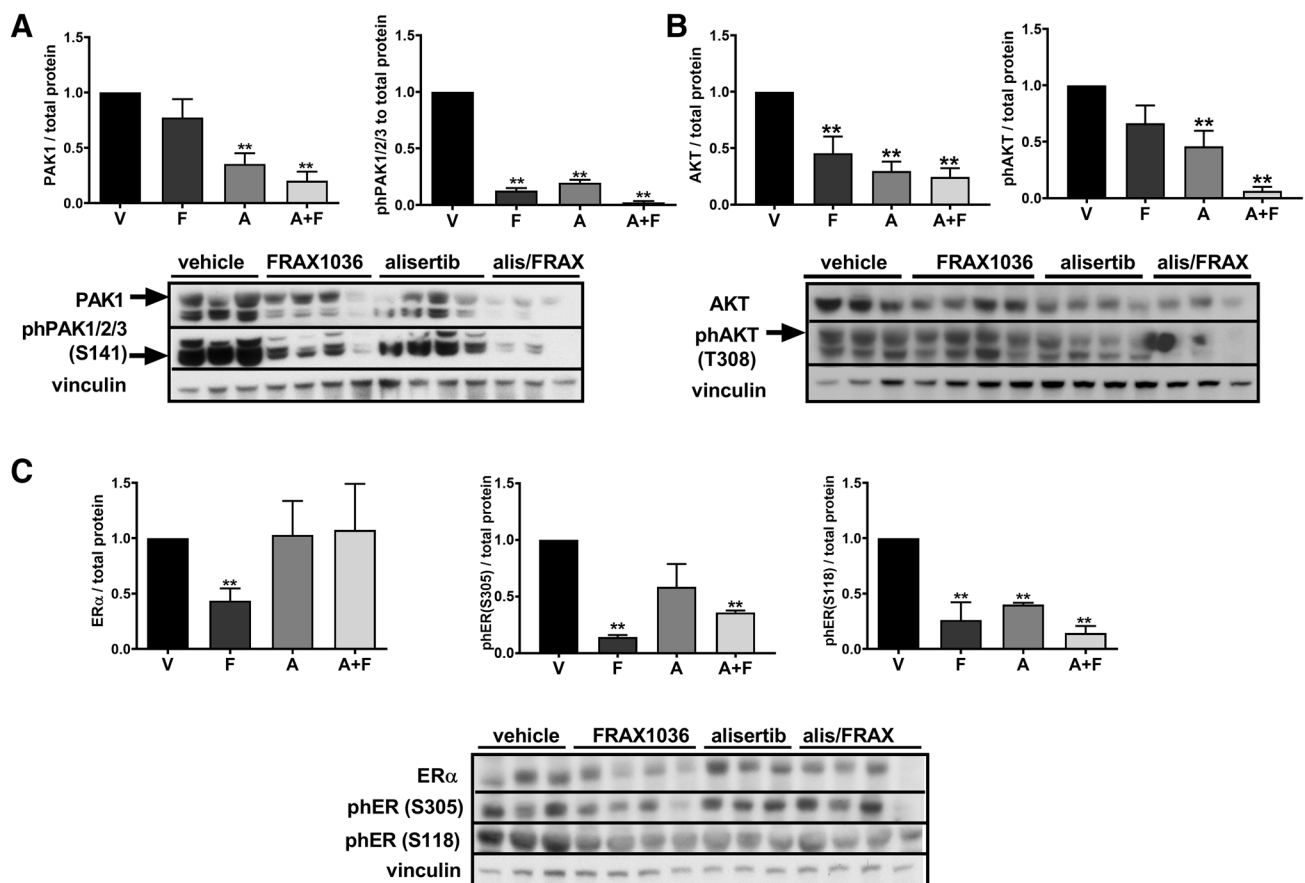 A
PAK1 / total protein
1.5
1.0
0.5
0.0
**
**
V F A A+F
phPAK1/2/3 to total protein
1.5
1.0
0.5
0.0
**
**
**
F A A+F
B
AKT / total protein
1.5
1.0
0.5
0.0
**
**
**
V F A A+F
phAKT / total protein
1.5
1.0
0.5
0.0
**
**
V F A A+F
vehicle FRAX1036 alisertib alis/FRAX
PAK1
phPAK1/2/3
(S141)
vinculin
vehicle FRAX1036 alisertib alis/FRAX
AKT
phAKT
(T308)
vinculin
C
ERα / total protein
1.5
1.0
0.5
0.0
**
V F A A+F
phER(S305) / total protein
1.5
1.0
0.5
0.0
**
**
V F A A+F
phER(S118) / total protein
1.5
1.0
0.5
0.0
**
**
**
V F A A+F
vehicle FRAX1036 alisertib alis/FRAX
ERα
phER (S305)
phER (S118)
vinculin